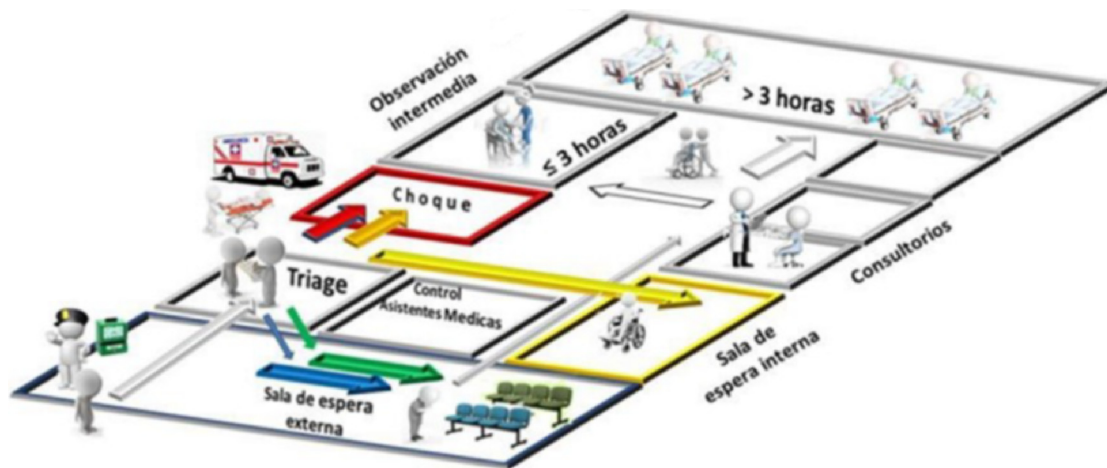 Observación
intermedia
> 3 horas
≤ 3 horas
Choque
Triage
Control
Asistentes Medicas
Consultorios
Sala de
espera interna
Sala de espera
externa